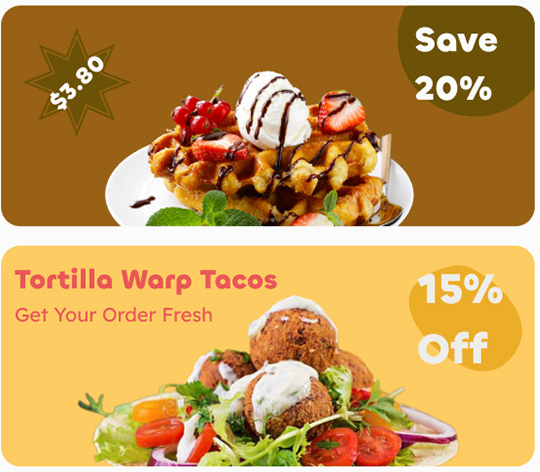 $3.80
Save
20%
Tortilla Warp Tacos
Get Your Order Fresh
15%
Off